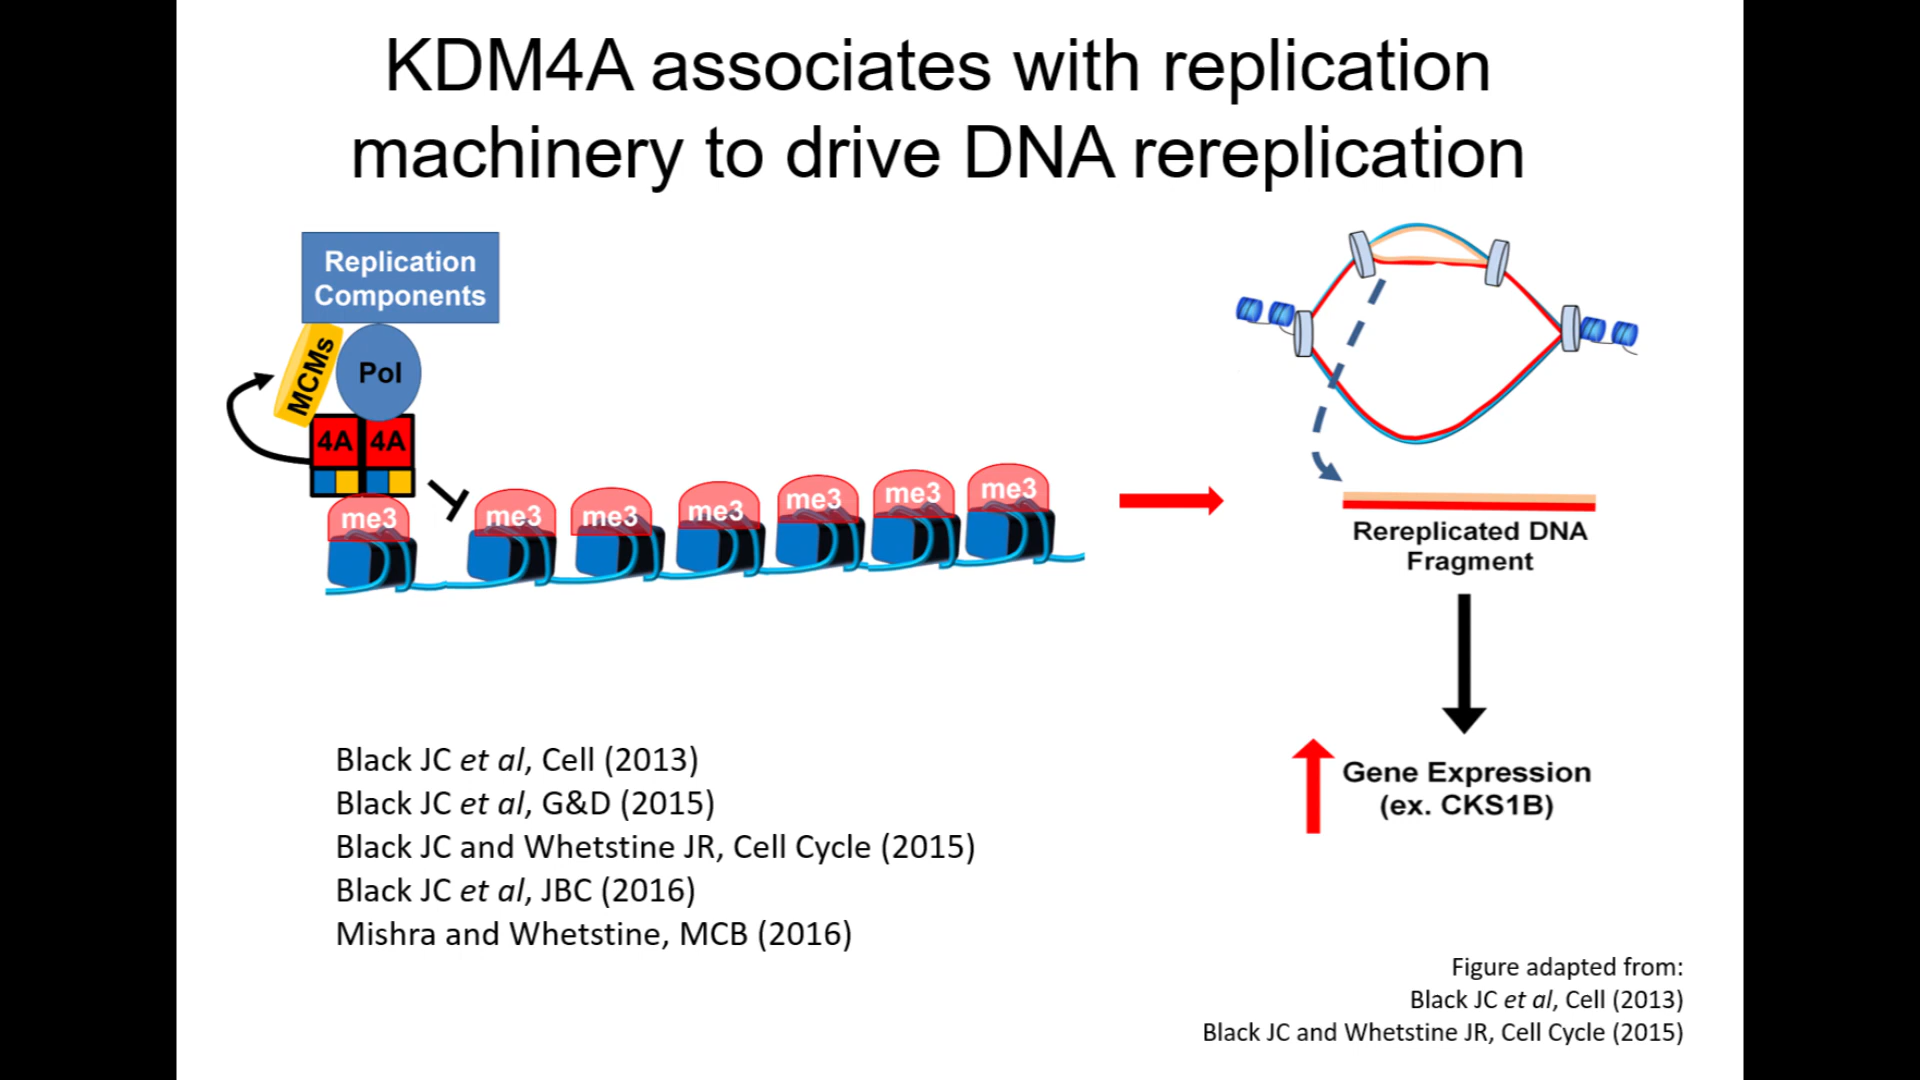 KDM4A associates with replication
machinery to drive DNA rereplication
Replication
Components
MCMs
Pol
4A 4A
me3 me3 me3 me3 me3 me3 me3
Rereplicated DNA
Fragment
Gene Expression
(ex. CKS1B)
Black JC et al, Cell (2013)
Black JC et al, G&D (2015)
Black JC and Whetstine JR, Cell Cycle (2015)
Black JC et al, JBC (2016)
Mishra and Whetstine, MCB (2016)
Figure adapted from:
Black JC et al, Cell (2013)
Black JC and Whetstine JR, Cell Cycle (2015)